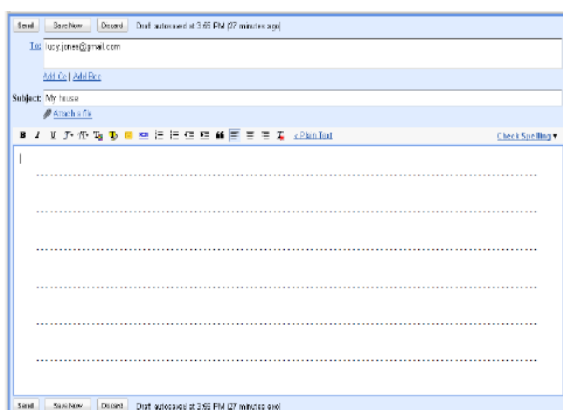 Send Save Now Discard Draft autosaved at 3:55 PM (27 minutes ago)
To: lucy.jones@gmail.com
Add Cc | Add Bcc
Subject: My house
Attach a file
B I U « Plain Text Check Spelling ▼
Send Save Now Discard Draft autosaved at 3:55 PM (27 minutes ago)